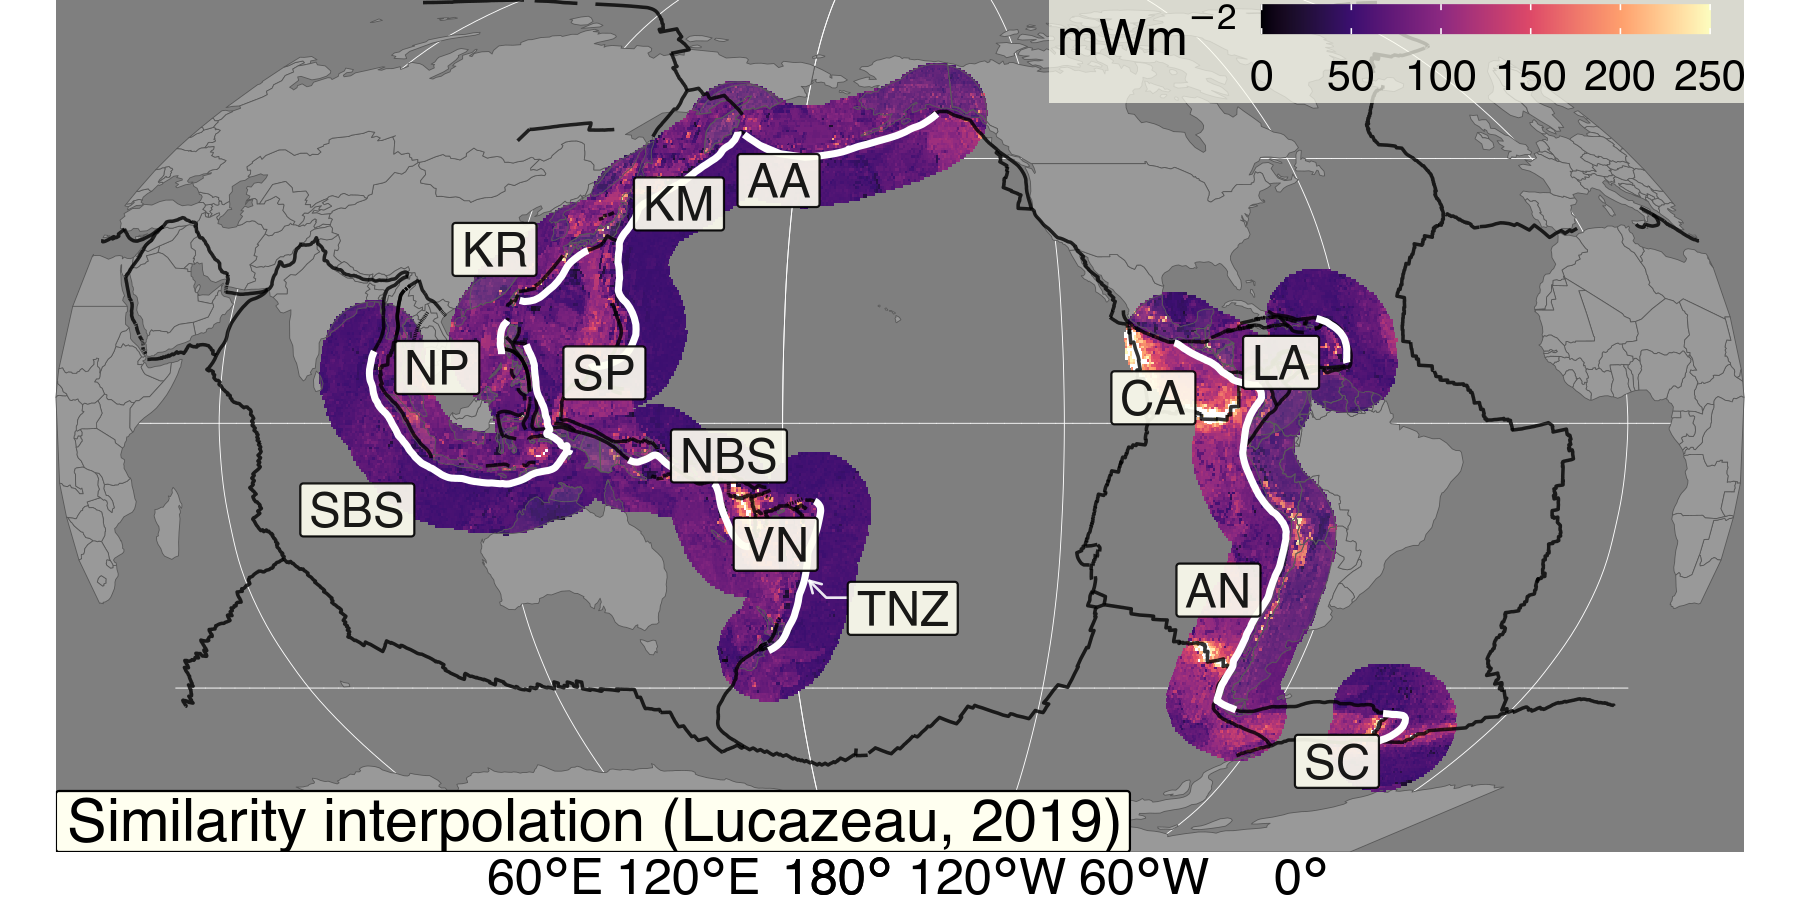 mWm⁻²
0 50 100 150 200 250
AA
KM
KR
NP
SP
LA
CA
NBS
SBS
VN
AN
TNZ
SC
Similarity interpolation (Lucazeau, 2019)
60°E 120°E 180° 120°W 60°W 0°